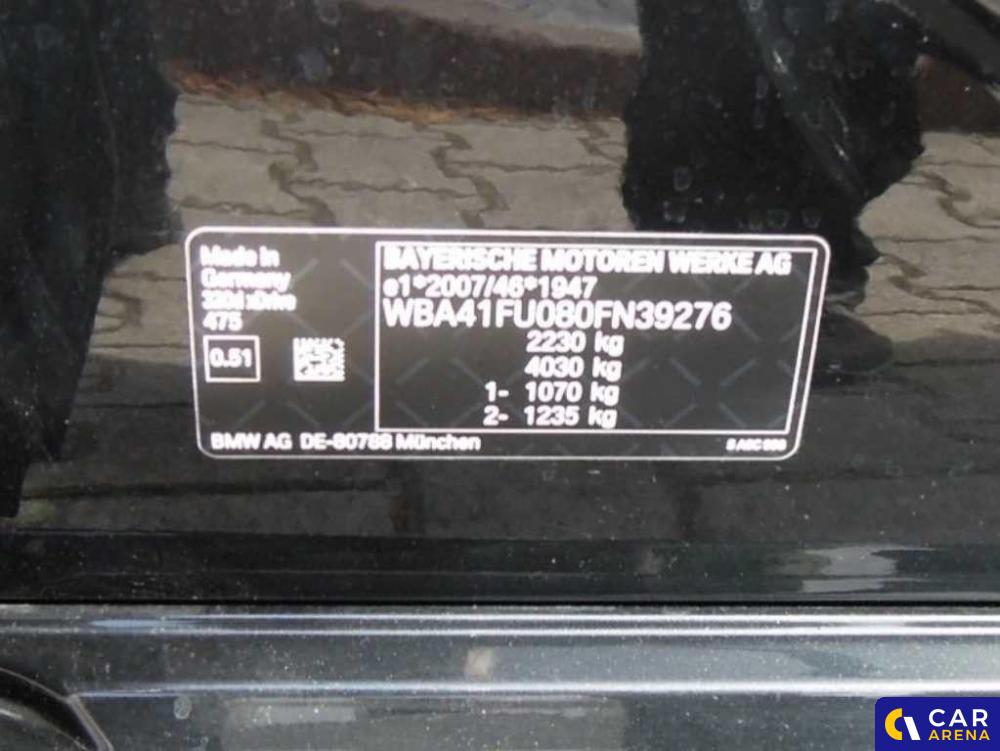 Made in
Germany
320d xDrive
475
0.51
BAYERISCHE MOTOREN WERKE AG
e1*2007/46*1947
WBA41FU080FN39276
2230 kg
4030 kg
1- 1070 kg
2- 1235 kg
BMW AG DE-80788 München
CAR
ARENA